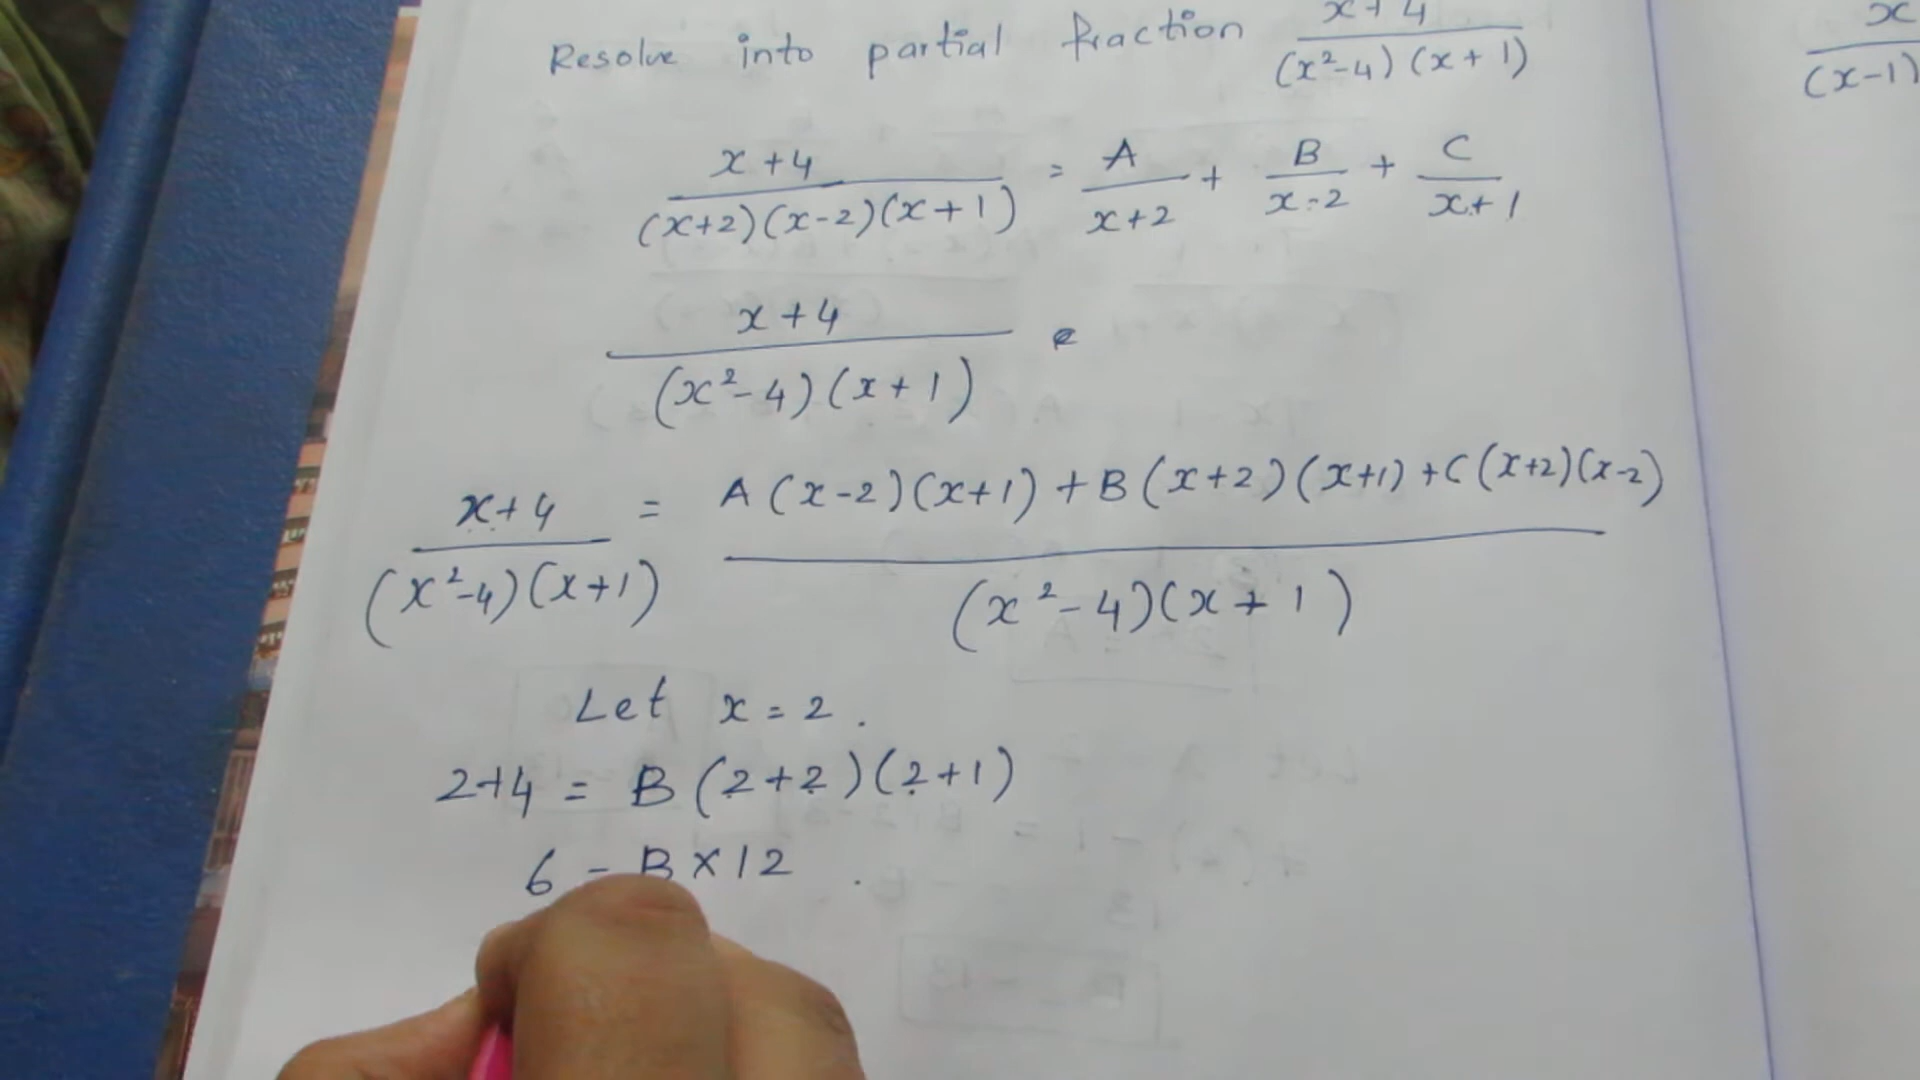 Resolve into partial fraction x+4 / (x²-4)(x+1)
x+4 / (x+2)(x-2)(x+1) = A / x+2 + B / x-2 + C / x+1
x+4 / (x²-4)(x+1)
x+4 / (x²-4)(x+1) = A(x-2)(x+1)+B(x+2)(x+1)+C(x+2)(x-2) / (x²-4)(x+1)
Let x=2.
2+4 = B(2+2)(2+1)
6 = B×12
x
(x-1)